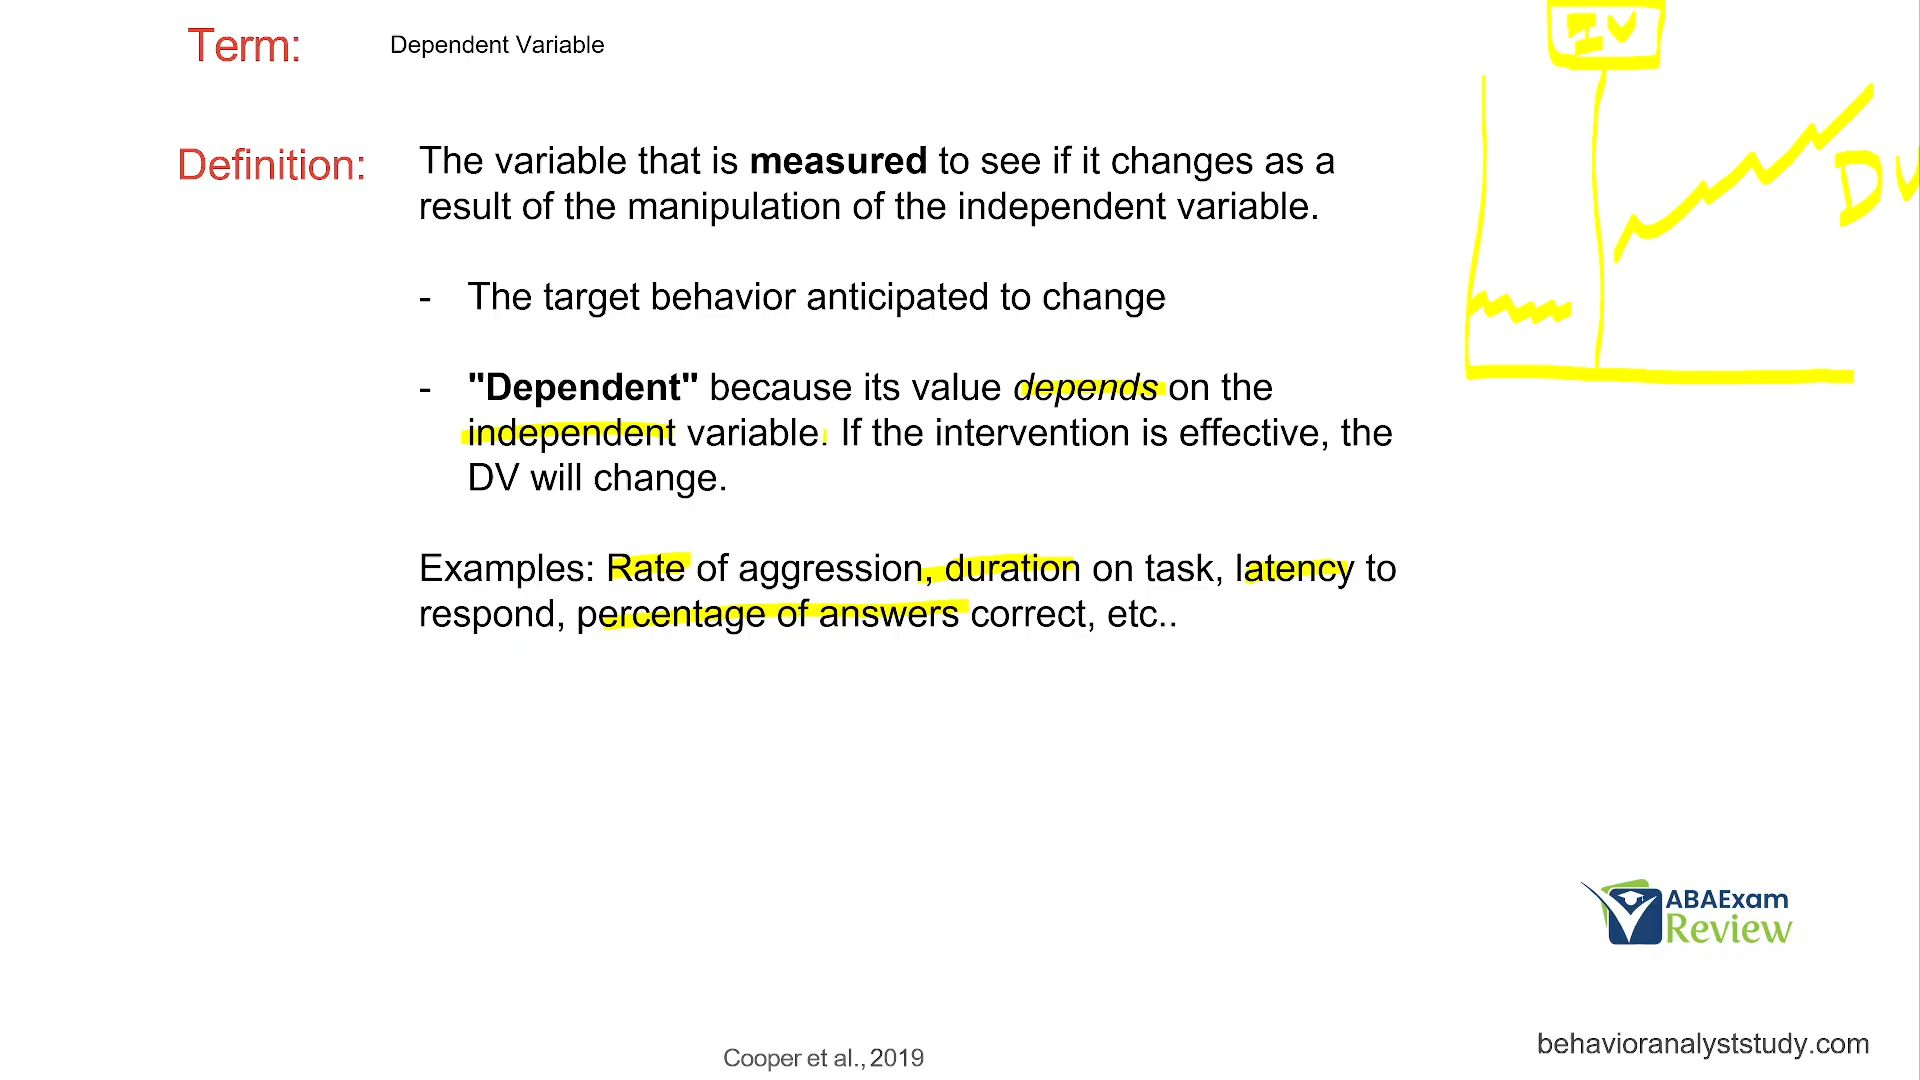 Term: Dependent Variable
IV
Definition: The variable that is measured to see if it changes as a
result of the manipulation of the independent variable.
DV
- The target behavior anticipated to change
- "Dependent" because its value depends on the
independent variable. If the intervention is effective, the
DV will change.
Examples: Rate of aggression, duration on task, latency to
respond, percentage of answers correct, etc..
ABAExam
Review
behavioranalyststudy.com
Cooper et al., 2019